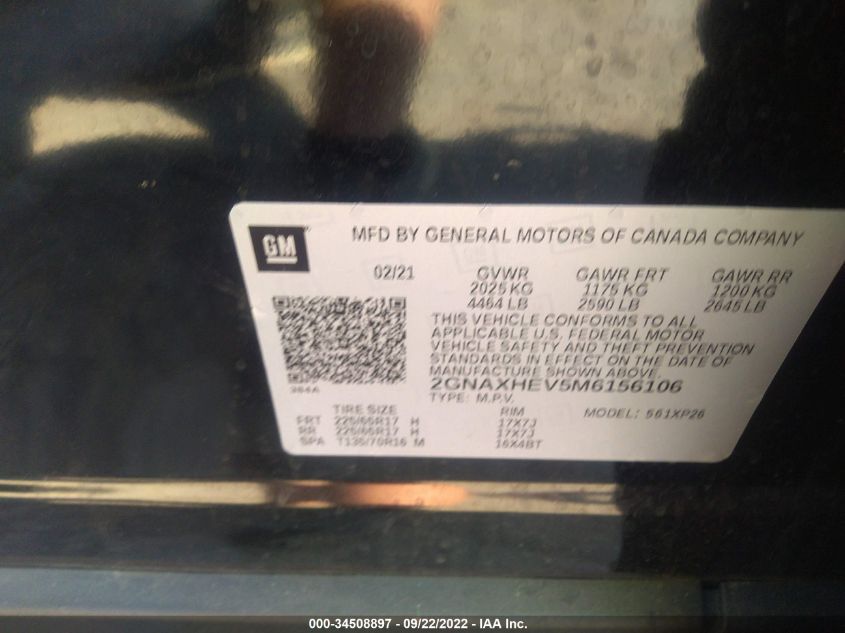 GM
MFD BY GENERAL MOTORS OF CANADA COMPANY
02/21 GVWR GAWR FRT GAWR RR
2025 KG 1175 KG 1200 KG
4464 LB 2590 LB 2645 LB
THIS VEHICLE CONFORMS TO ALL
APPLICABLE U.S. FEDERAL MOTOR
VEHICLE SAFETY AND THEFT PREVENTION
STANDARDS IN EFFECT ON THE DATE OF
MANUFACTURE SHOWN ABOVE.
2GNAXHEV5M6156106
TYPE: M.P.V. MODEL: 561XP26
TIRE SIZE RIM
FRT 225/65R17 H 17X7J
RR 225/65R17 H 17X7J
SPA T135/70R16 M 16X4BT
000-34508897 - 09/22/2022 - IAA Inc.